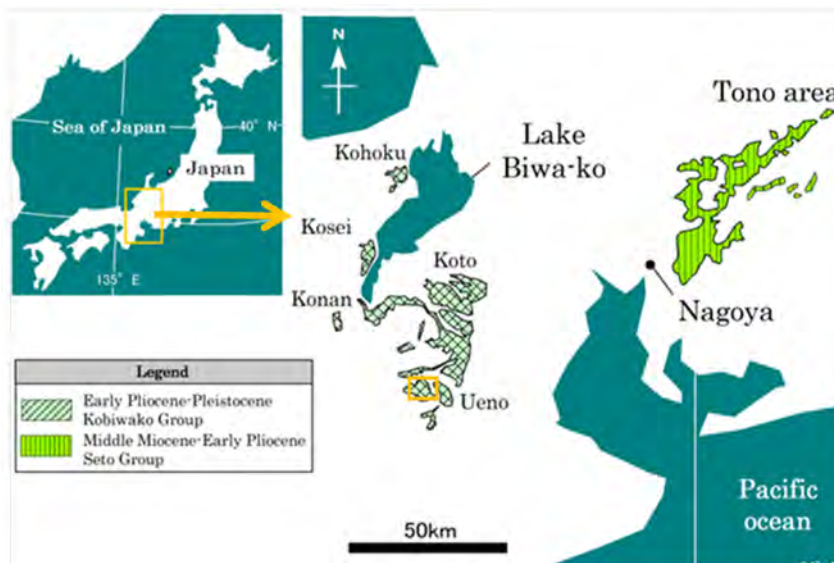 Sea of Japan
40° N
Japan
135° E
N
Kohoku
Lake
Biwa-ko
Kosei
Koto
Konan
Ueno
Tono area
Nagoya
Pacific
ocean
50km
Legend
Early Pliocene-Pleistocene
Kobiwako Group
Middle Miocene-Early Pliocene
Seto Group